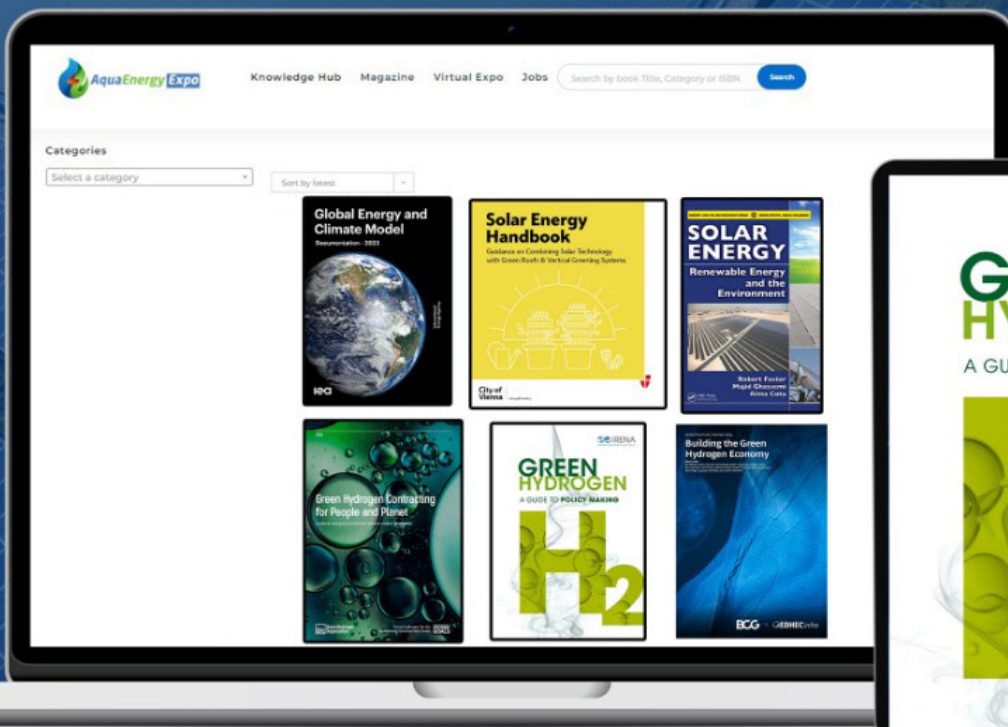 AquaEnergy Expo
Knowledge Hub Magazine Virtual Expo Jobs
Search by book Title, Category or ISBN
Search
Categories
Select a category
Sort by latest
Global Energy and
Climate Model
Documentation - 2023
iea
Solar Energy
Handbook
Guidance on Combining Solar Technology
with Green Roofs & Vertical Greening Systems
City of
Vienna
SOLAR
ENERGY
Renewable Energy
and the
Environment
Robert Foster
Majid Ghassemi
Alma Cota
Green Hydrogen Contracting
for People and Planet
IRENA
GREEN
HYDROGEN
A GUIDE TO POLICY MAKING
H2
Building the Green
Hydrogen Economy
BCG
EDHECinfra
G
HY
A GU